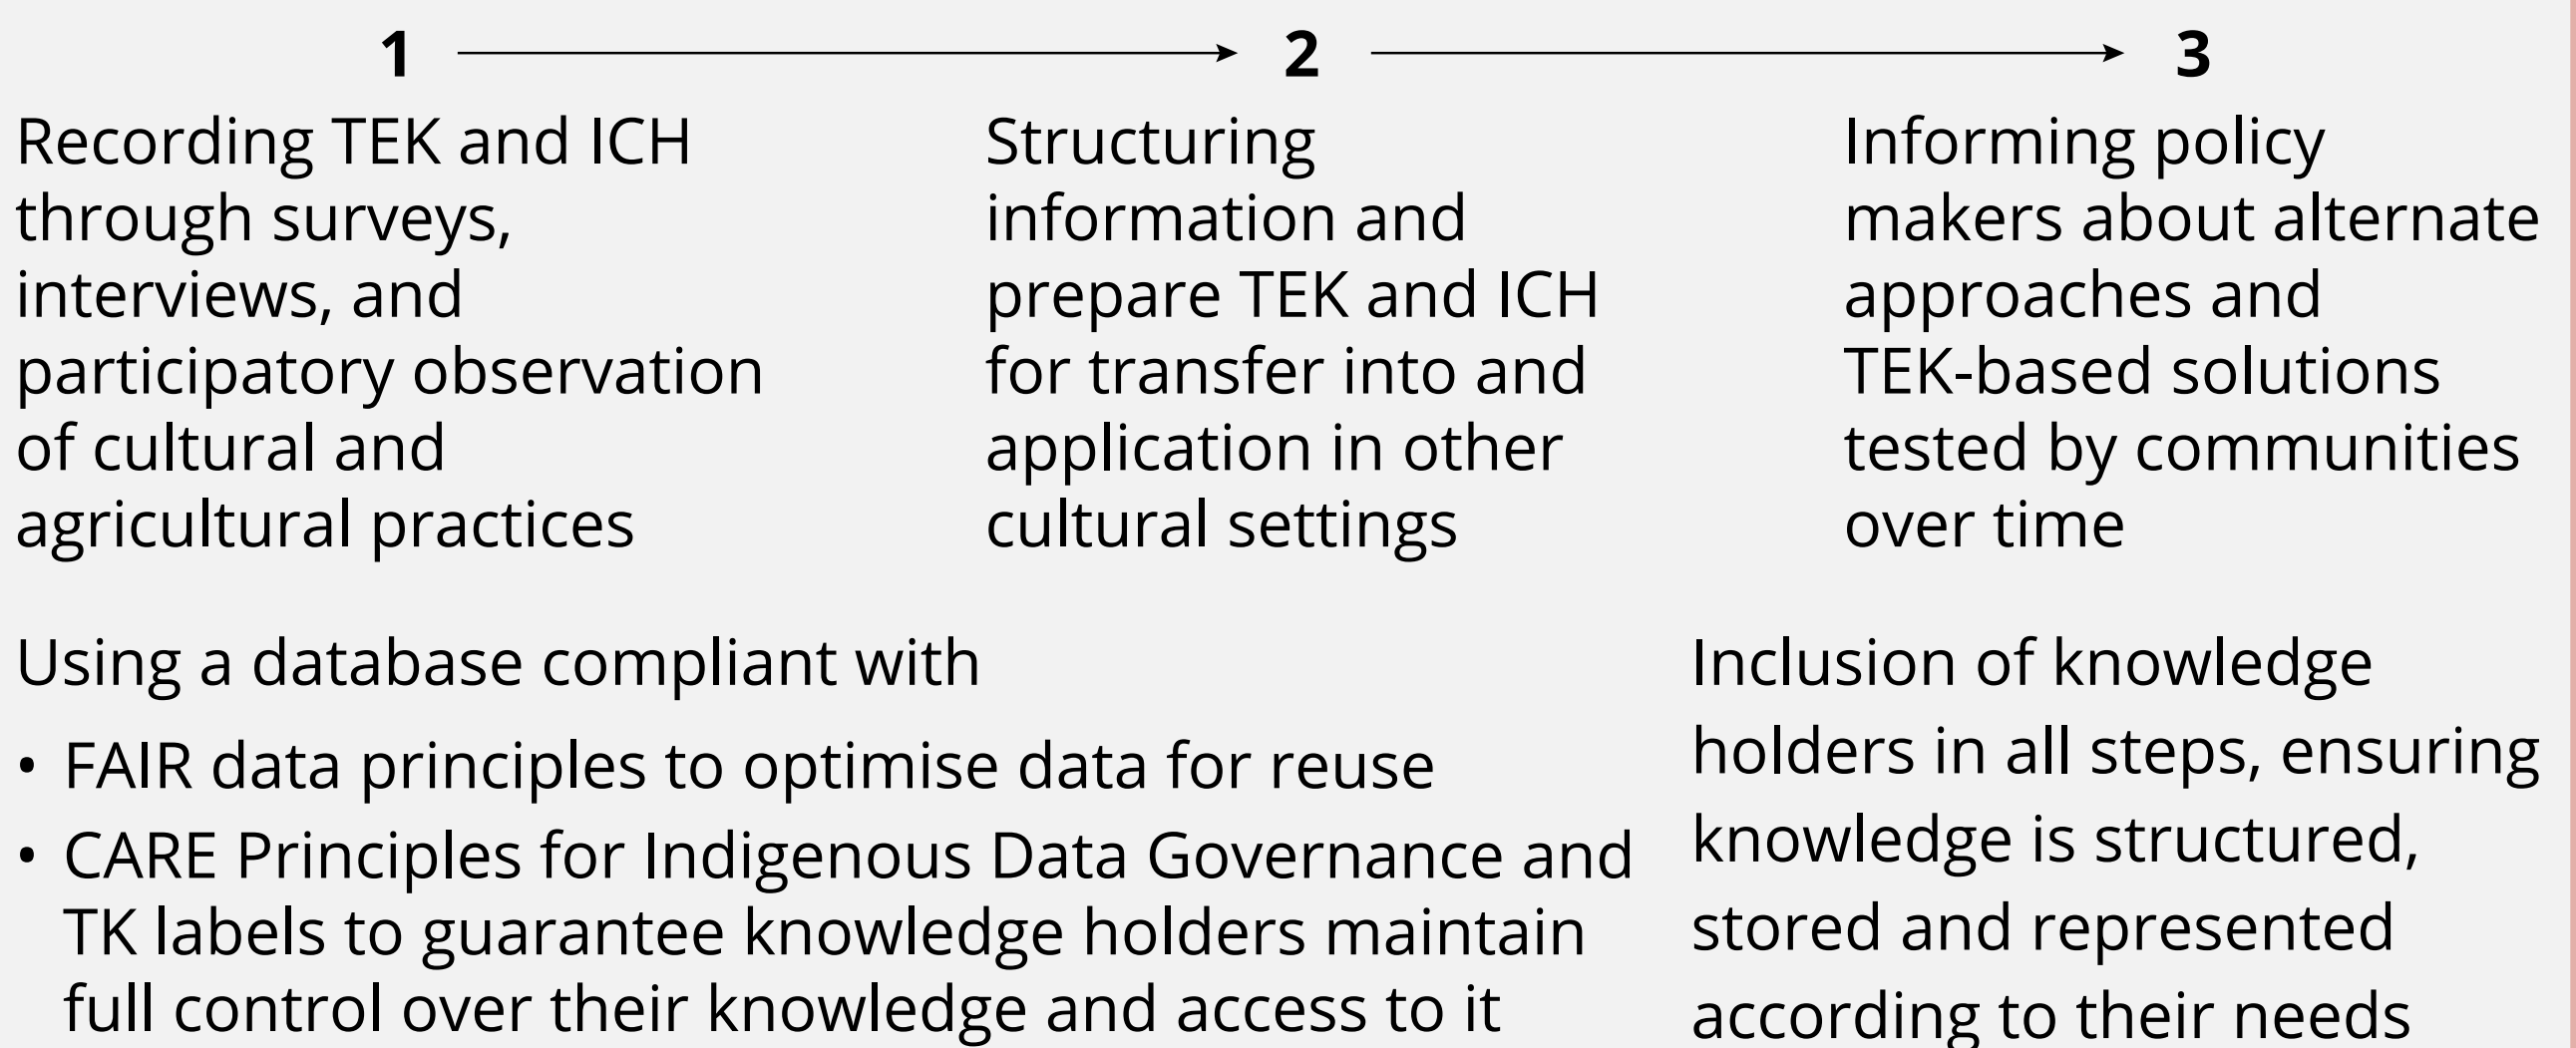 1
2
3
Recording TEK and ICH
through surveys,
interviews, and
participatory observation
of cultural and
agricultural practices
Structuring
information and
prepare TEK and ICH
for transfer into and
application in other
cultural settings
Informing policy
makers about alternate
approaches and
TEK-based solutions
tested by communities
over time
Using a database compliant with
• FAIR data principles to optimise data for reuse
• CARE Principles for Indigenous Data Governance and
TK labels to guarantee knowledge holders maintain
full control over their knowledge and access to it
Inclusion of knowledge
holders in all steps, ensuring
knowledge is structured,
stored and represented
according to their needs